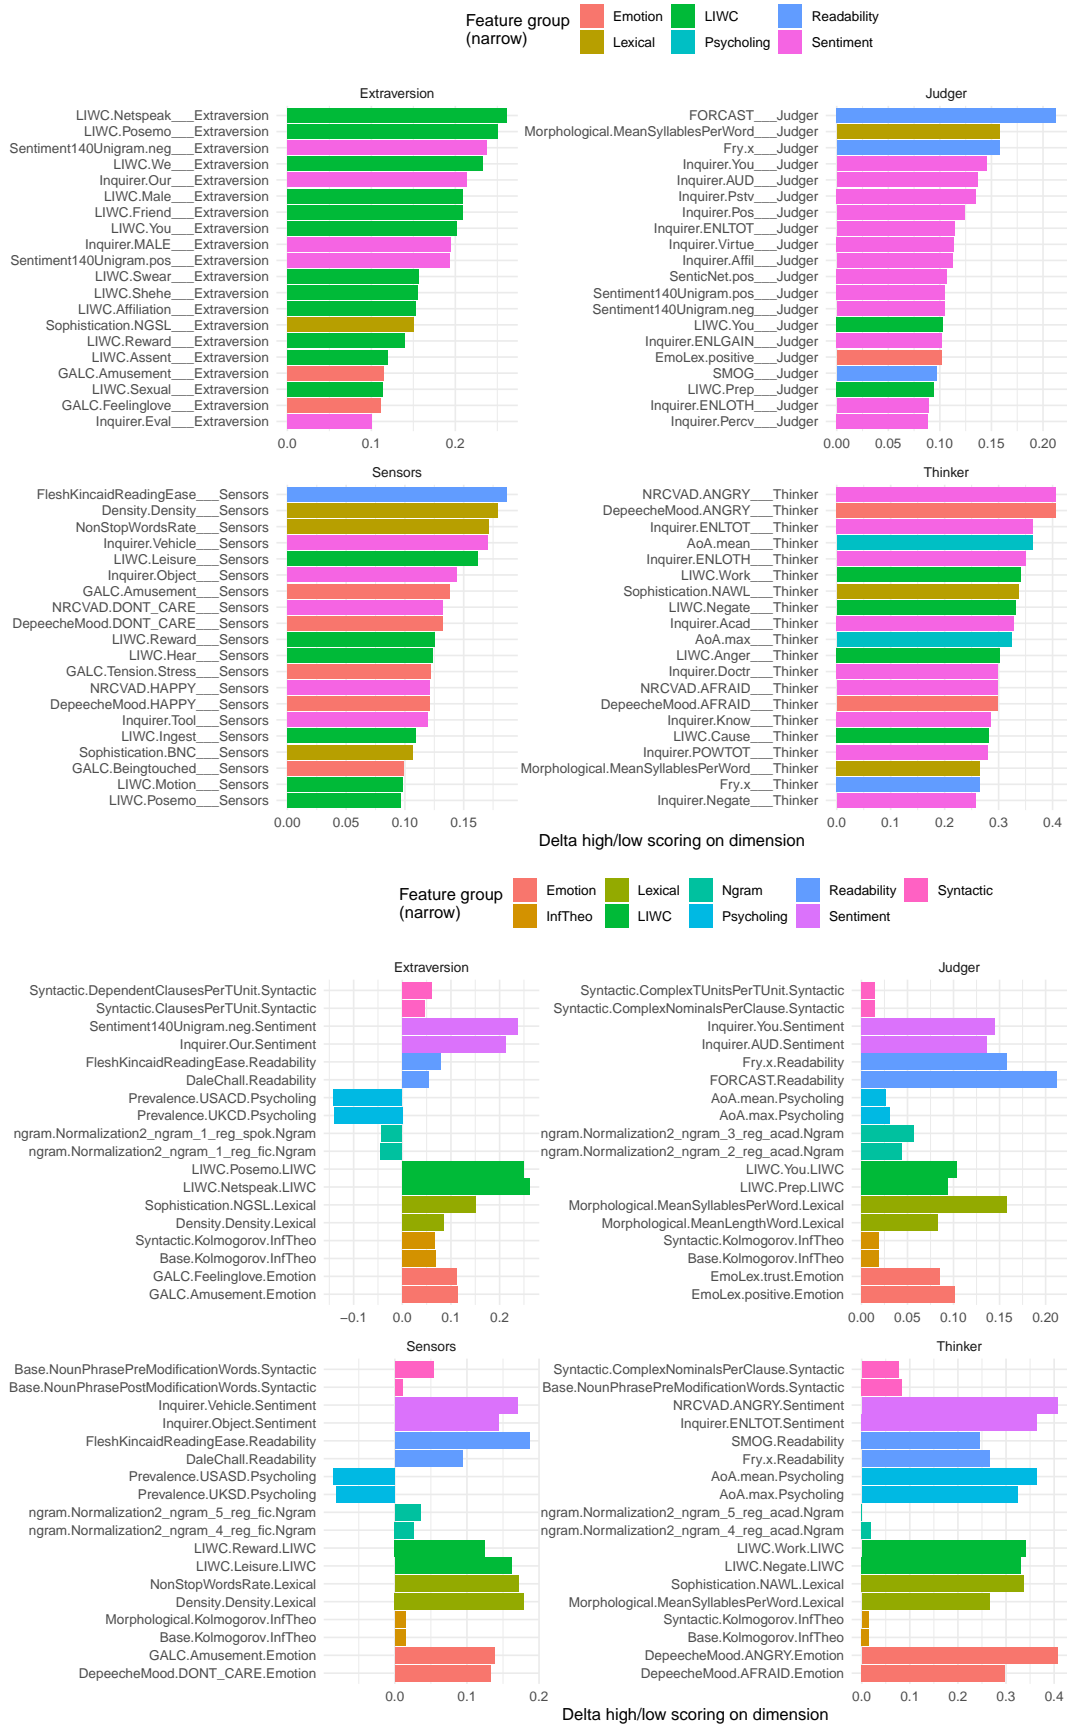 Feature group
(narrow)
Emotion
LIWC
Readability
Lexical
Psycholing
Sentiment
Extraversion
LIWC.Netspeak___Extraversion
LIWC.Posemo___Extraversion
Sentiment140Unigram.neg___Extraversion
LIWC.We___Extraversion
Inquirer.Our___Extraversion
LIWC.Male___Extraversion
LIWC.Friend___Extraversion
LIWC.You___Extraversion
Inquirer.MALE___Extraversion
Sentiment140Unigram.pos___Extraversion
LIWC.Swear___Extraversion
LIWC.Shehe___Extraversion
LIWC.Affiliation___Extraversion
Sophistication.NGSL___Extraversion
LIWC.Reward___Extraversion
LIWC.Assent___Extraversion
GALC.Amusement___Extraversion
LIWC.Sexual___Extraversion
GALC.Feelinglove___Extraversion
Inquirer.Eval___Extraversion
0.0 0.1 0.2
Judger
FORCAST___Judger
Morphological.MeanSyllablesPerWord___Judger
Fry.x___Judger
Inquirer.You___Judger
Inquirer.AUD___Judger
Inquirer.Pstv___Judger
Inquirer.Pos___Judger
Inquirer.ENLTOT___Judger
Inquirer.Virtue___Judger
Inquirer.Affil___Judger
SenticNet.pos___Judger
Sentiment140Unigram.pos___Judger
Sentiment140Unigram.neg___Judger
LIWC.You___Judger
Inquirer.ENLGAIN___Judger
EmoLex.positive___Judger
SMOG___Judger
LIWC.Prep___Judger
Inquirer.ENLOTH___Judger
Inquirer.Percv___Judger
0.00 0.05 0.10 0.15 0.20
Sensors
FleshKincaidReadingEase___Sensors
Density.Density___Sensors
NonStopWordsRate___Sensors
Inquirer.Vehicle___Sensors
LIWC.Leisure___Sensors
Inquirer.Object___Sensors
GALC.Amusement___Sensors
NRCVAD.DONT_CARE___Sensors
DepeecheMood.DONT_CARE___Sensors
LIWC.Reward___Sensors
LIWC.Hear___Sensors
GALC.Tension.Stress___Sensors
NRCVAD.HAPPY___Sensors
DepeecheMood.HAPPY___Sensors
Inquirer.Tool___Sensors
LIWC.Ingest___Sensors
Sophistication.BNC___Sensors
GALC.Beingtouched___Sensors
LIWC.Motion___Sensors
LIWC.Posemo___Sensors
0.00 0.05 0.10 0.15
Thinker
NRCVAD.ANGRY___Thinker
DepeecheMood.ANGRY___Thinker
Inquirer.ENLTOT___Thinker
AoA.mean___Thinker
Inquirer.ENLOTH___Thinker
LIWC.Work___Thinker
Sophistication.NAWL___Thinker
LIWC.Negate___Thinker
Inquirer.Acad___Thinker
AoA.max___Thinker
LIWC.Anger___Thinker
Inquirer.Doctr___Thinker
NRCVAD.AFRAID___Thinker
DepeecheMood.AFRAID___Thinker
Inquirer.Know___Thinker
LIWC.Cause___Thinker
Inquirer.POWTOT___Thinker
Morphological.MeanSyllablesPerWord___Thinker
Fry.x___Thinker
Inquirer.Negate___Thinker
0.0 0.1 0.2 0.3 0.4
Delta high/low scoring on dimension
Feature group
(narrow)
Emotion
Lexical
Ngram
Readability
Syntactic
InfTheo
LIWC
Psycholing
Sentiment
Extraversion
Syntactic.DependentClausesPerTUnit.Syntactic
Syntactic.ClausesPerTUnit.Syntactic
Sentiment140Unigram.neg.Sentiment
Inquirer.Our.Sentiment
FleshKincaidReadingEase.Readability
DaleChall.Readability
Prevalence.USACD.Psycholing
Prevalence.UKCD.Psycholing
ngram.Normalization2_ngram_1_reg_spok.Ngram
ngram.Normalization2_ngram_1_reg_fic.Ngram
LIWC.Posemo.LIWC
LIWC.Netspeak.LIWC
Sophistication.NGSL.Lexical
Density.Density.Lexical
Syntactic.Kolmogorov.InfTheo
Base.Kolmogorov.InfTheo
GALC.Feelinglove.Emotion
GALC.Amusement.Emotion
−0.1 0.0 0.1 0.2
Judger
Syntactic.ComplexTUnitsPerTUnit.Syntactic
Syntactic.ComplexNominalsPerClause.Syntactic
Inquirer.You.Sentiment
Inquirer.AUD.Sentiment
Fry.x.Readability
FORCAST.Readability
AoA.mean.Psycholing
AoA.max.Psycholing
ngram.Normalization2_ngram_3_reg_acad.Ngram
ngram.Normalization2_ngram_2_reg_acad.Ngram
LIWC.You.LIWC
LIWC.Prep.LIWC
Morphological.MeanSyllablesPerWord.Lexical
Morphological.MeanLengthWord.Lexical
Syntactic.Kolmogorov.InfTheo
Base.Kolmogorov.InfTheo
EmoLex.trust.Emotion
EmoLex.positive.Emotion
0.00 0.05 0.10 0.15 0.20
Sensors
Base.NounPhrasePreModificationWords.Syntactic
Base.NounPhrasePostModificationWords.Syntactic
Inquirer.Vehicle.Sentiment
Inquirer.Object.Sentiment
FleshKincaidReadingEase.Readability
DaleChall.Readability
Prevalence.USASD.Psycholing
Prevalence.UKSD.Psycholing
ngram.Normalization2_ngram_5_reg_fic.Ngram
ngram.Normalization2_ngram_4_reg_fic.Ngram
LIWC.Reward.LIWC
LIWC.Leisure.LIWC
NonStopWordsRate.Lexical
Density.Density.Lexical
Morphological.Kolmogorov.InfTheo
Base.Kolmogorov.InfTheo
GALC.Amusement.Emotion
DepeecheMood.DONT_CARE.Emotion
0.0 0.1 0.2
Thinker
Syntactic.ComplexNominalsPerClause.Syntactic
Base.NounPhrasePreModificationWords.Syntactic
NRCVAD.ANGRY.Sentiment
Inquirer.ENLTOT.Sentiment
SMOG.Readability
Fry.x.Readability
AoA.mean.Psycholing
AoA.max.Psycholing
ngram.Normalization2_ngram_5_reg_acad.Ngram
ngram.Normalization2_ngram_4_reg_acad.Ngram
LIWC.Work.LIWC
LIWC.Negate.LIWC
Sophistication.NAWL.Lexical
Morphological.MeanSyllablesPerWord.Lexical
Syntactic.Kolmogorov.InfTheo
Base.Kolmogorov.InfTheo
DepeecheMood.ANGRY.Emotion
DepeecheMood.AFRAID.Emotion
0.0 0.1 0.2 0.3 0.4
Delta high/low scoring on dimension